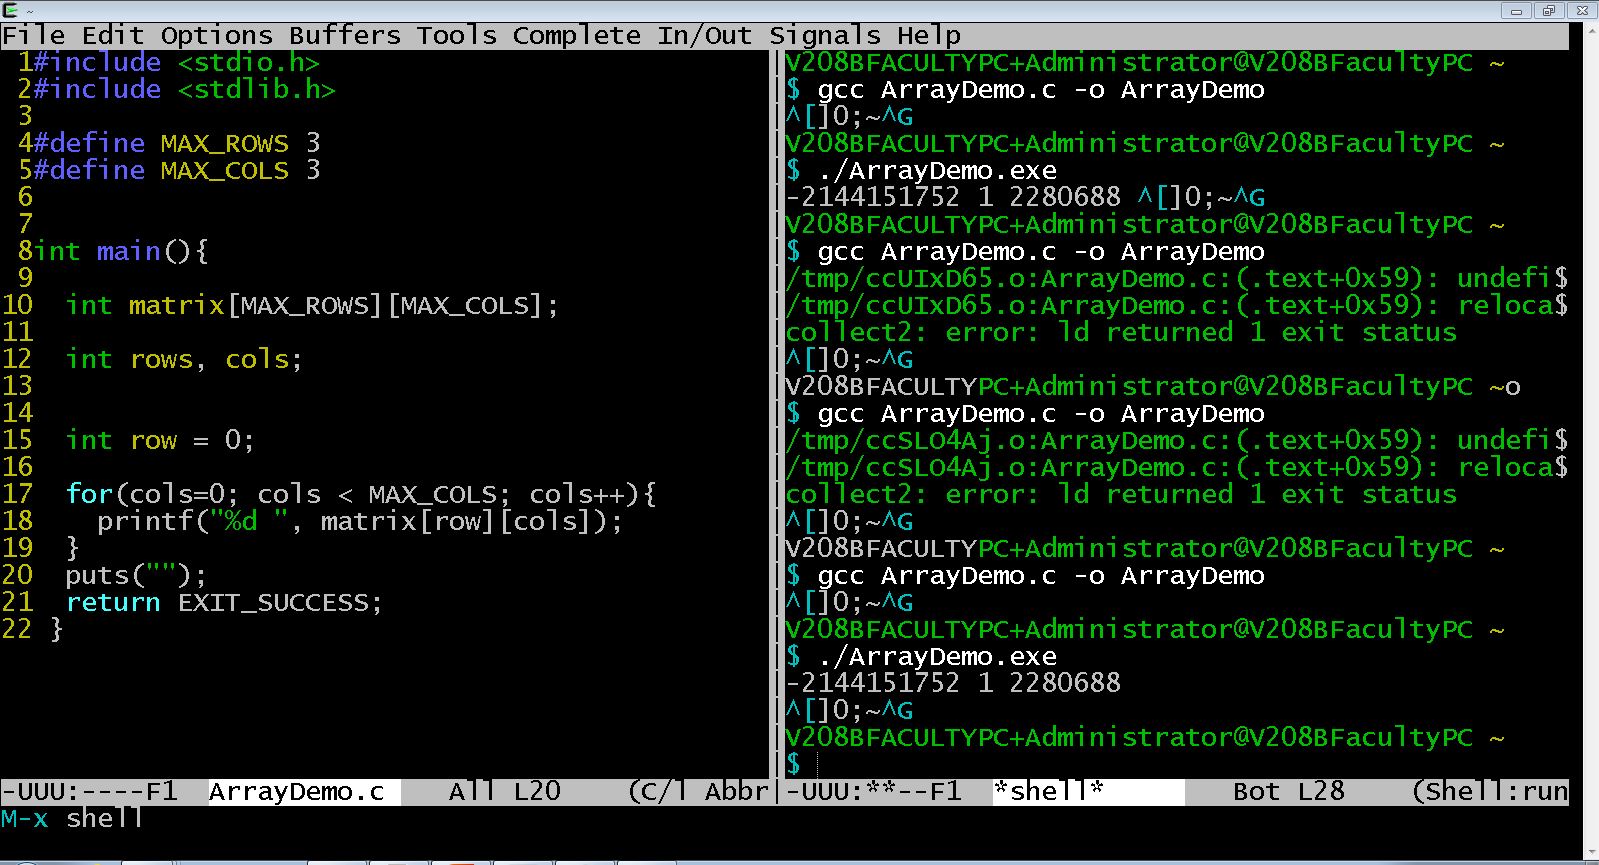 ~
File Edit Options Buffers Tools Complete In/Out Signals Help
1#include <stdio.h>
2#include <stdlib.h>
3
4#define MAX_ROWS 3
5#define MAX_COLS 3
6
7
8int main(){
9
10  int matrix[MAX_ROWS][MAX_COLS];
11
12  int rows, cols;
13
14
15  int row = 0;
16
17  for(cols=0; cols < MAX_COLS; cols++){
18    printf("%d ", matrix[row][cols]);
19  }
20  puts("");
21  return EXIT_SUCCESS;
22 }
-UUU:----F1  ArrayDemo.c    All L20    (C/l Abbr
V208BFACULTYPC+Administrator@V208BFacultyPC ~
$ gcc ArrayDemo.c -o ArrayDemo
^[]0;~^G
V208BFACULTYPC+Administrator@V208BFacultyPC ~
$ ./ArrayDemo.exe
-2144151752 1 2280688 ^[]0;~^G
V208BFACULTYPC+Administrator@V208BFacultyPC ~
$ gcc ArrayDemo.c -o ArrayDemo
/tmp/ccUIxD65.o:ArrayDemo.c:(.text+0x59): undefi$
/tmp/ccUIxD65.o:ArrayDemo.c:(.text+0x59): reloca$
collect2: error: ld returned 1 exit status
^[]0;~^G
V208BFACULTYPC+Administrator@V208BFacultyPC ~o
$ gcc ArrayDemo.c -o ArrayDemo
/tmp/ccSLO4Aj.o:ArrayDemo.c:(.text+0x59): undefi$
/tmp/ccSLO4Aj.o:ArrayDemo.c:(.text+0x59): reloca$
collect2: error: ld returned 1 exit status
^[]0;~^G
V208BFACULTYPC+Administrator@V208BFacultyPC ~
$ gcc ArrayDemo.c -o ArrayDemo
^[]0;~^G
V208BFACULTYPC+Administrator@V208BFacultyPC ~
$ ./ArrayDemo.exe
-2144151752 1 2280688
^[]0;~^G
V208BFACULTYPC+Administrator@V208BFacultyPC ~
$
-UUU:**--F1  *shell*    Bot L28    (Shell:run
M-x shell